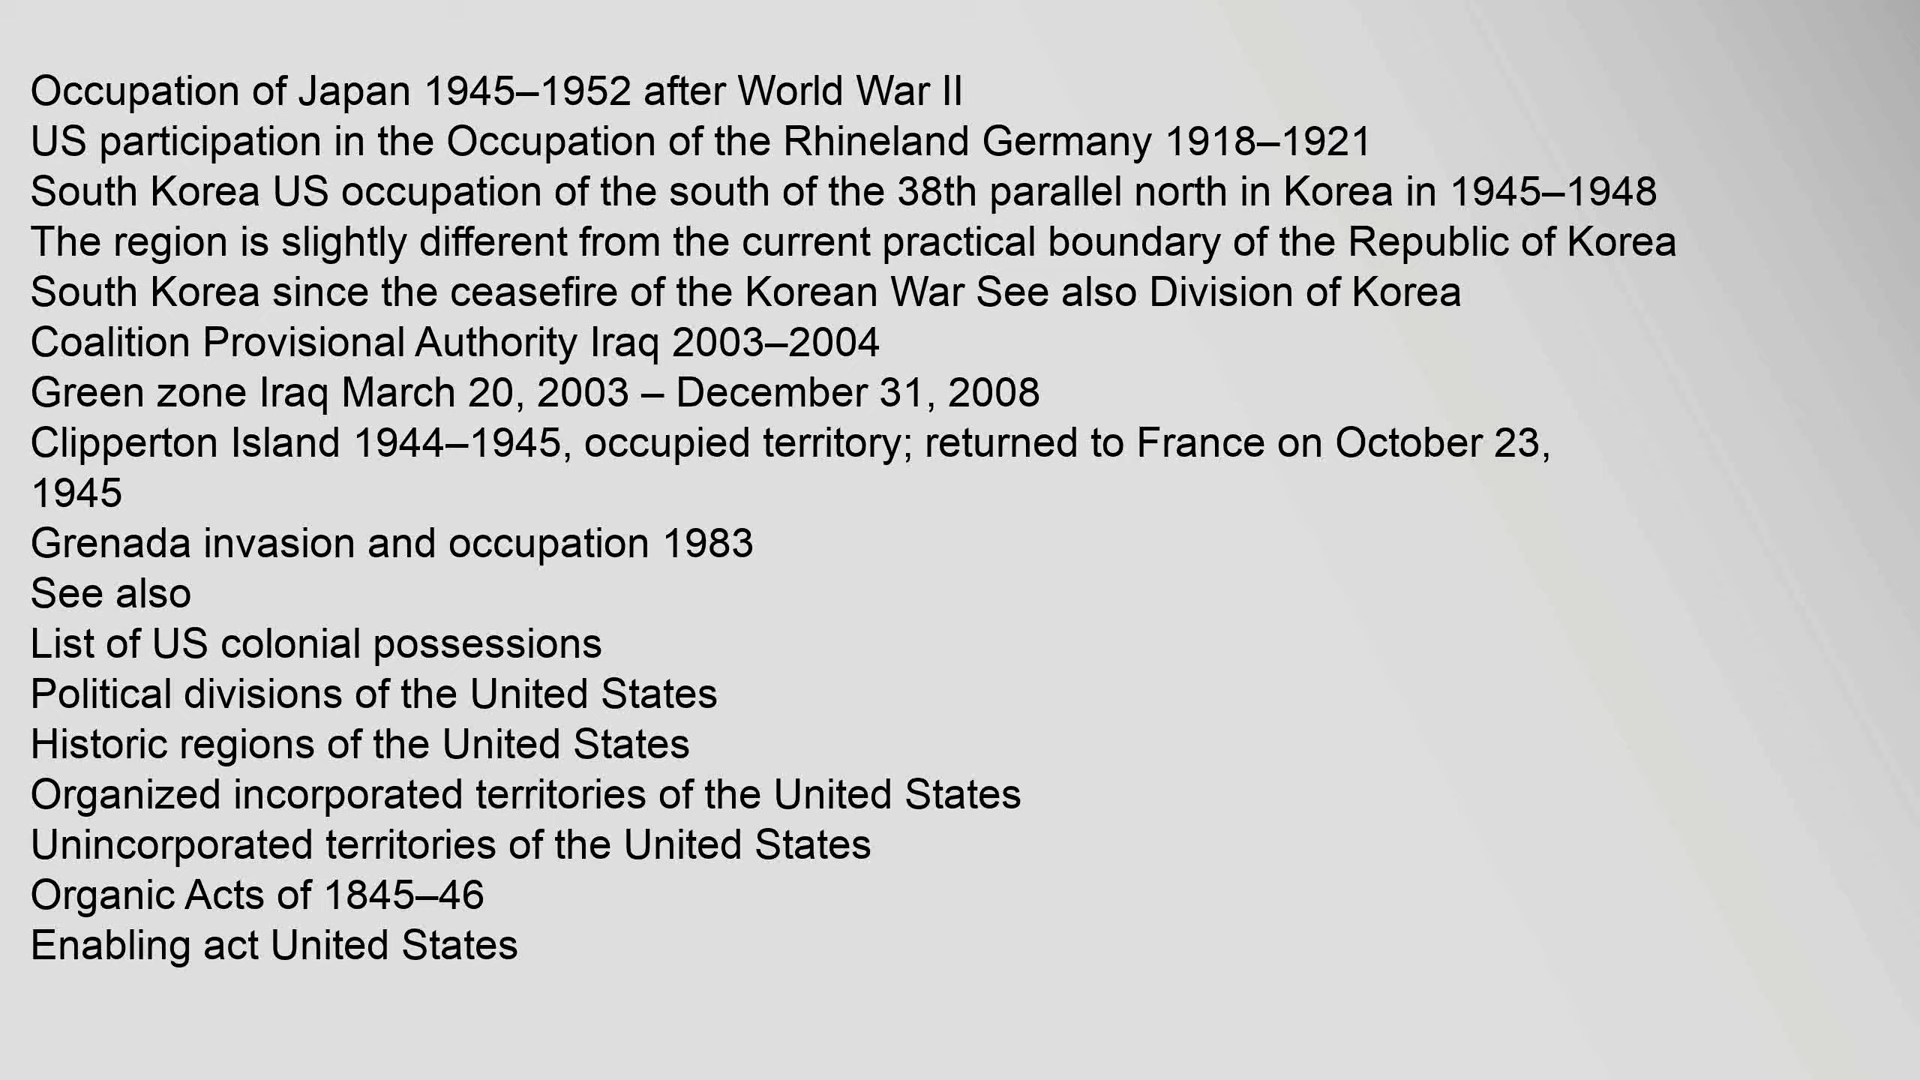 Occupation of Japan 1945–1952 after World War II
US participation in the Occupation of the Rhineland Germany 1918–1921
South Korea US occupation of the south of the 38th parallel north in Korea in 1945–1948
The region is slightly different from the current practical boundary of the Republic of Korea
South Korea since the ceasefire of the Korean War See also Division of Korea
Coalition Provisional Authority Iraq 2003–2004
Green zone Iraq March 20, 2003 – December 31, 2008
Clipperton Island 1944–1945, occupied territory; returned to France on October 23,
1945
Grenada invasion and occupation 1983
See also
List of US colonial possessions
Political divisions of the United States
Historic regions of the United States
Organized incorporated territories of the United States
Unincorporated territories of the United States
Organic Acts of 1845–46
Enabling act United States